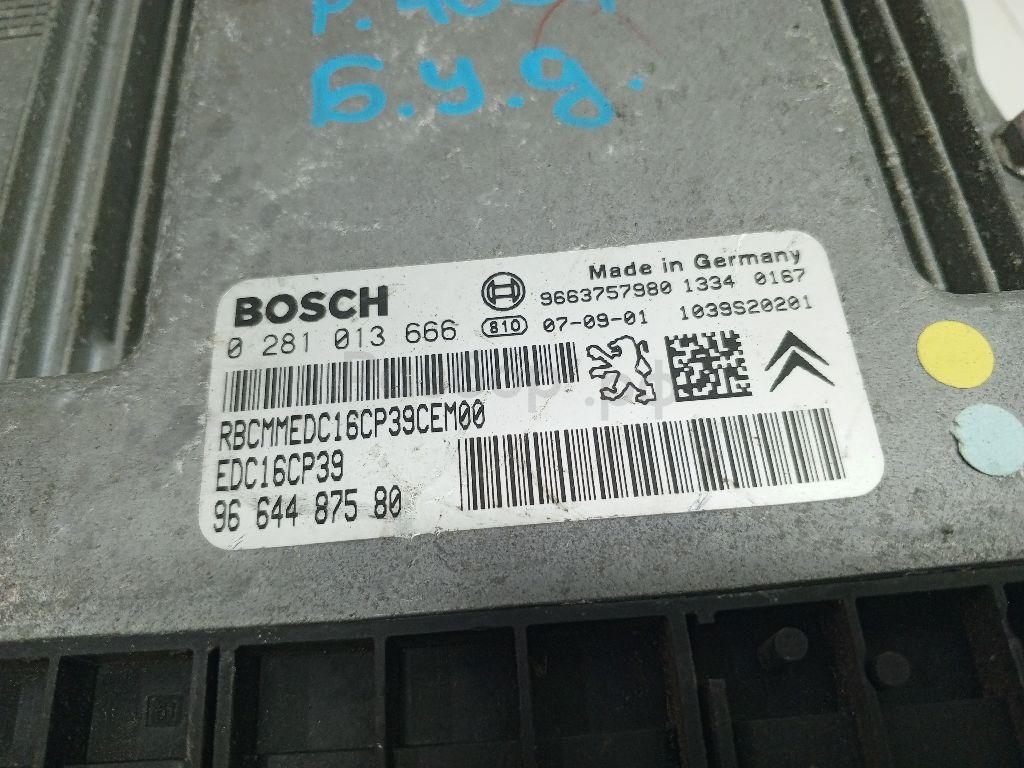 Б.у.д.
BOSCH
Made in Germany
9663757980 1334 0167
0 281 013 666 810 07-09-01 1039S20201
RBCMMEDC16CP39CEM00
EDC16CP39
96 644 875 80